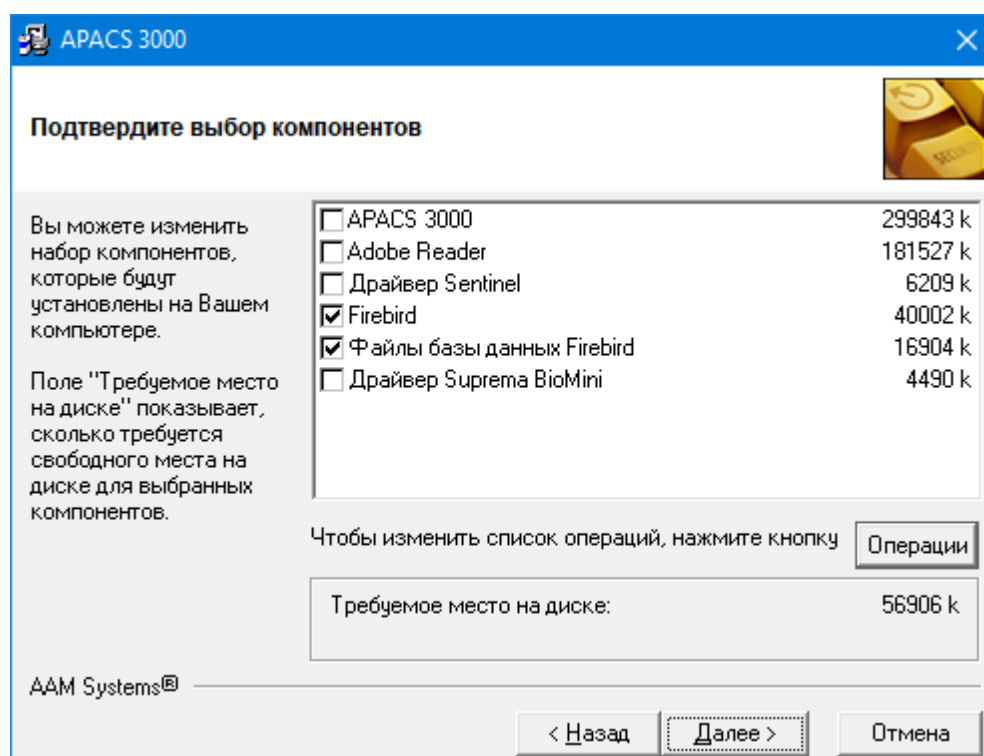 APACS 3000
Подтвердите выбор компонентов
SECURITY
Вы можете изменить
набор компонентов,
которые будут
установлены на Вашем
компьютере.
Поле "Требуемое место
на диске" показывает,
сколько требуется
свободного места на
диске для выбранных
компонентов.
APACS 3000 299843 k
Adobe Reader 181527 k
Драйвер Sentinel 6209 k
Firebird 40002 k
Файлы базы данных Firebird 16904 k
Драйвер Suprema BioMini 4490 k
Чтобы изменить список операций, нажмите кнопку Операции
Требуемое место на диске: 56906 k
AAM Systems®
< Назад Далее > Отмена